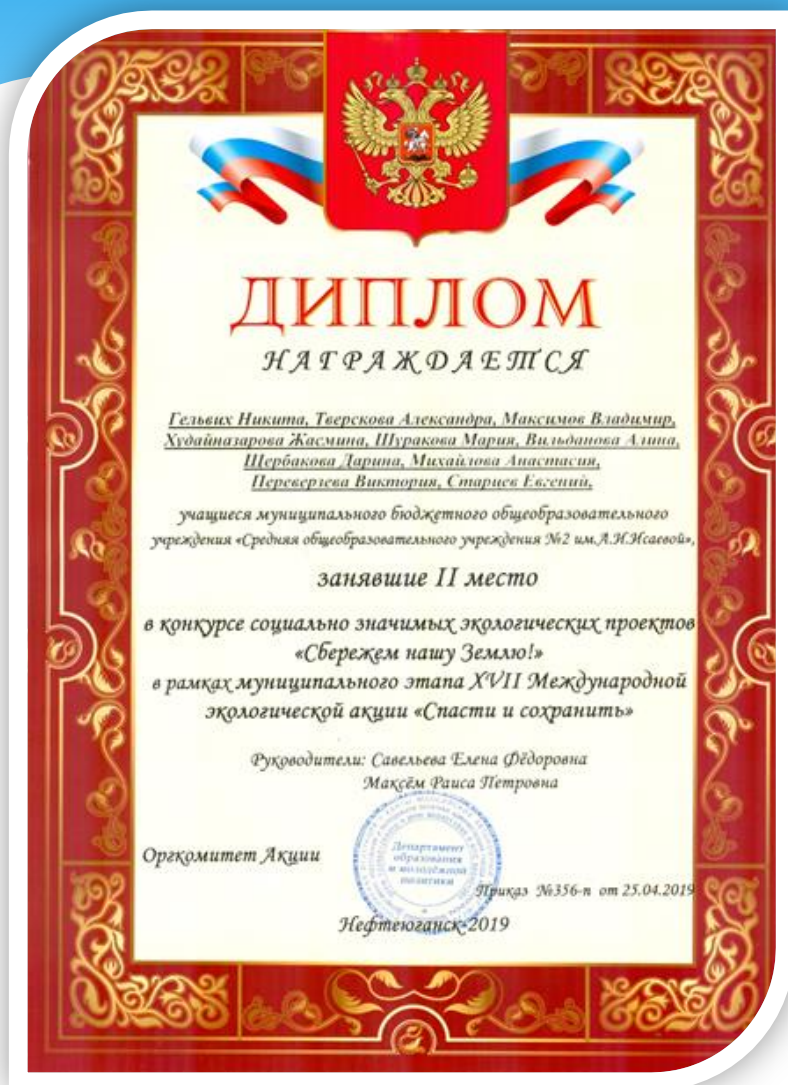 ДИПЛОМ
НАГРАЖДАЕТСЯ
Гельвих Никита, Тверскова Александра, Максимов Владимир,
Худайназарова Жасмина, Шуракова Мария, Вильданова Алина,
Щербакова Дарина, Михайлова Анастасия,
Переверзева Виктория, Старцев Евгений,
учащиеся муниципального бюджетного общеобразовательного
учреждения «Средняя общеобразовательного учреждения №2 им.А.И.Исаевой»,
занявшие II место
в конкурсе социально значимых экологических проектов
«Сбережем нашу Землю!»
в рамках муниципального этапа XVII Международной
экологической акции «Спасти и сохранить»
Руководители: Савельева Елена Фёдоровна
Максём Раиса Петровна
Департамент
образования
и молодёжной
политики
Оргкомитет Акции
Приказ №356-п от 25.04.2019
Нефтеюганск-2019